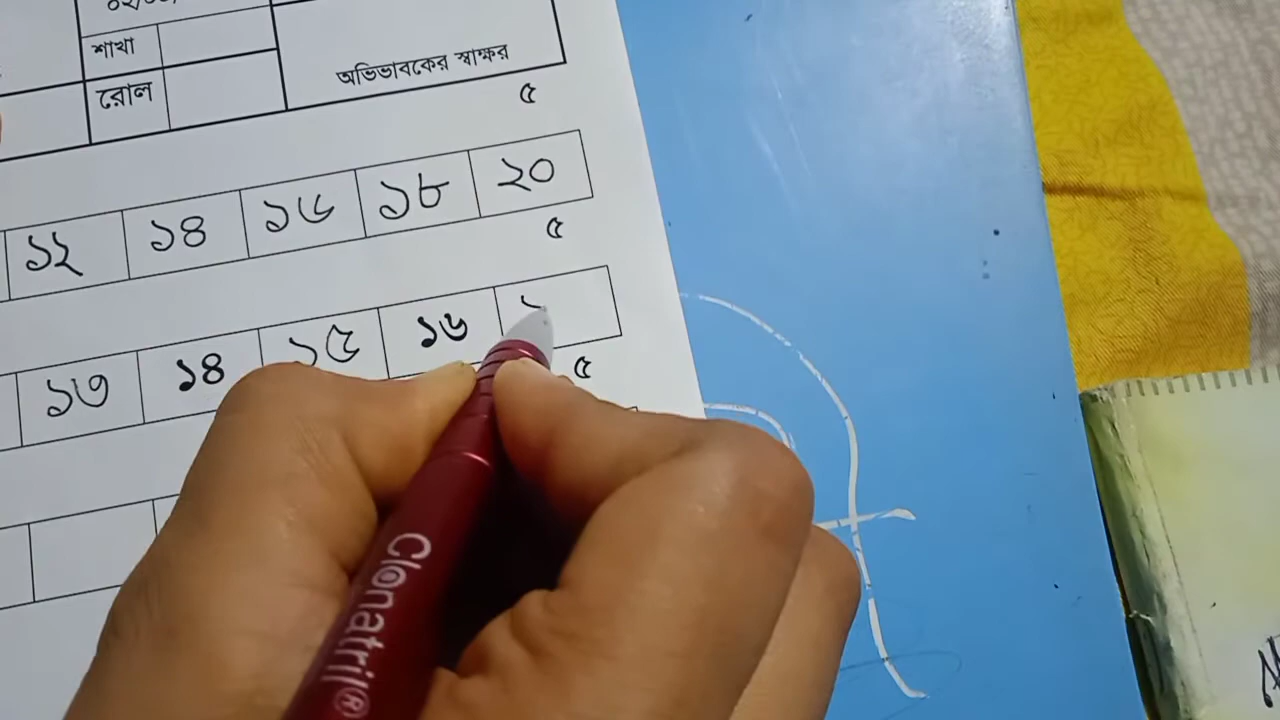 শাখা
রোল
অভিভাবকের স্বাক্ষর
৫
১২ ১৪ ১৬ ১৮ ২০
৫
১৩ ১৪ ১৫ ১৬
৫
Clonatril®